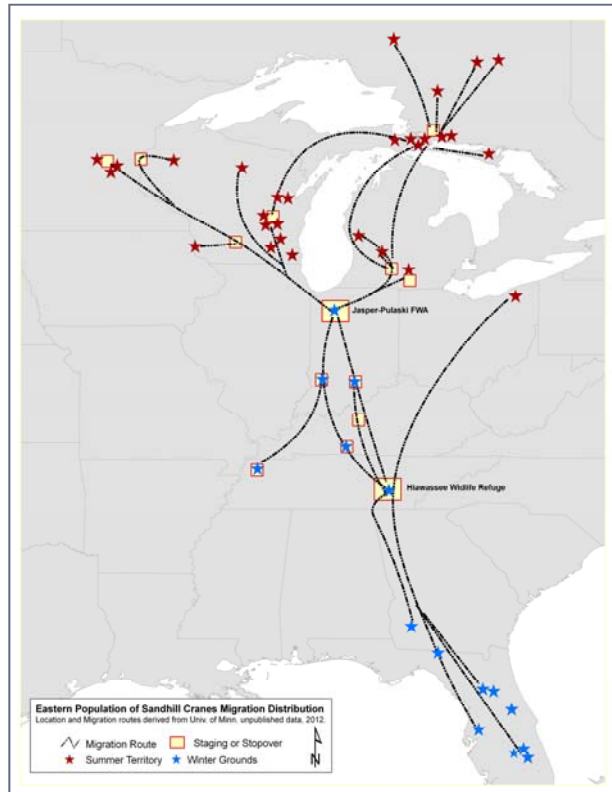 Jasper-Pulaski FWA
Hiawassee Widlife Refuge
Eastern Population of Sandhill Cranes Migration Distribution
Location and Migration routes derived from Univ. of Minn. unpublished data, 2012.
Migration Route
Staging or Stopover
Summer Territory
Winter Grounds
N